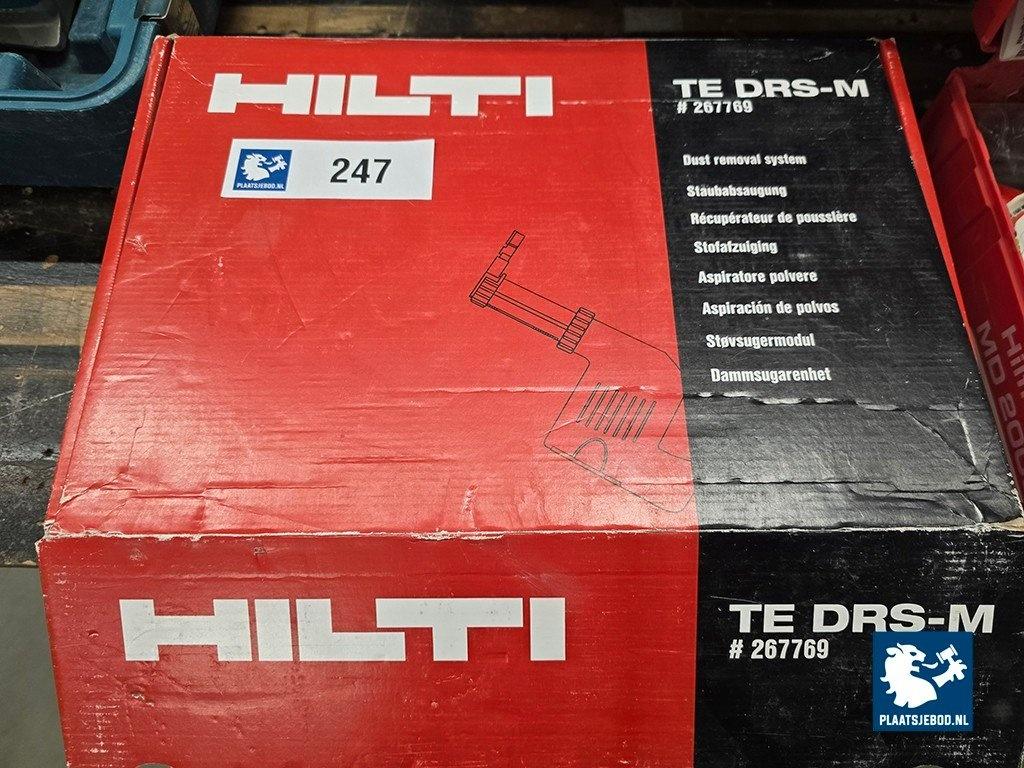 HILTI
TE DRS-M
# 267769
PLAATSJEBOD.NL
247
Dust removal system
Staubabsaugung
Récupérateur de poussière
Stofafzuiging
Aspiratore polvere
Aspiración de polvos
Støvsugermodul
Dammsugarenhet
HILTI
TE DRS-M
# 267769
PLAATSJEBOD.NL